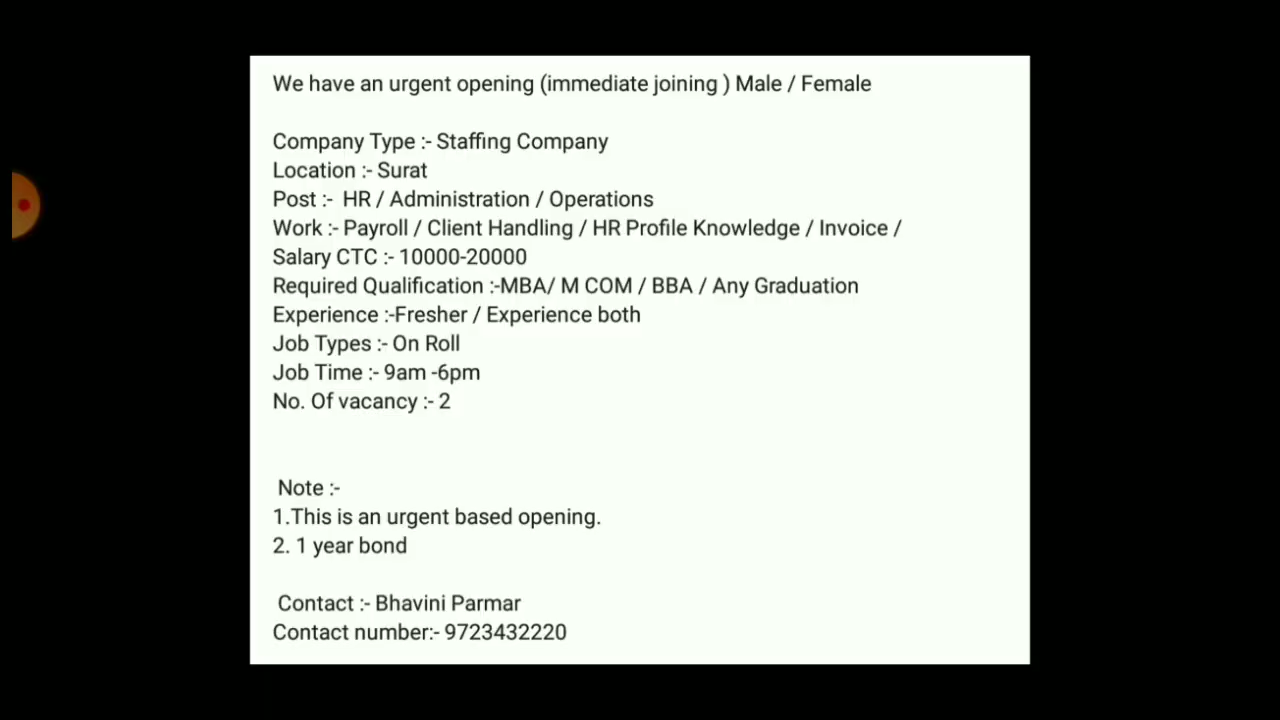 We have an urgent opening (immediate joining ) Male / Female
Company Type :- Staffing Company
Location :- Surat
Post :-  HR / Administration / Operations
Work :- Payroll / Client Handling / HR Profile Knowledge / Invoice /
Salary CTC :- 10000-20000
Required Qualification :-MBA/ M COM / BBA / Any Graduation
Experience :-Fresher / Experience both
Job Types :- On Roll
Job Time :- 9am -6pm
No. Of vacancy :- 2
Note :-
1.This is an urgent based opening.
2. 1 year bond
Contact :- Bhavini Parmar
Contact number:- 9723432220